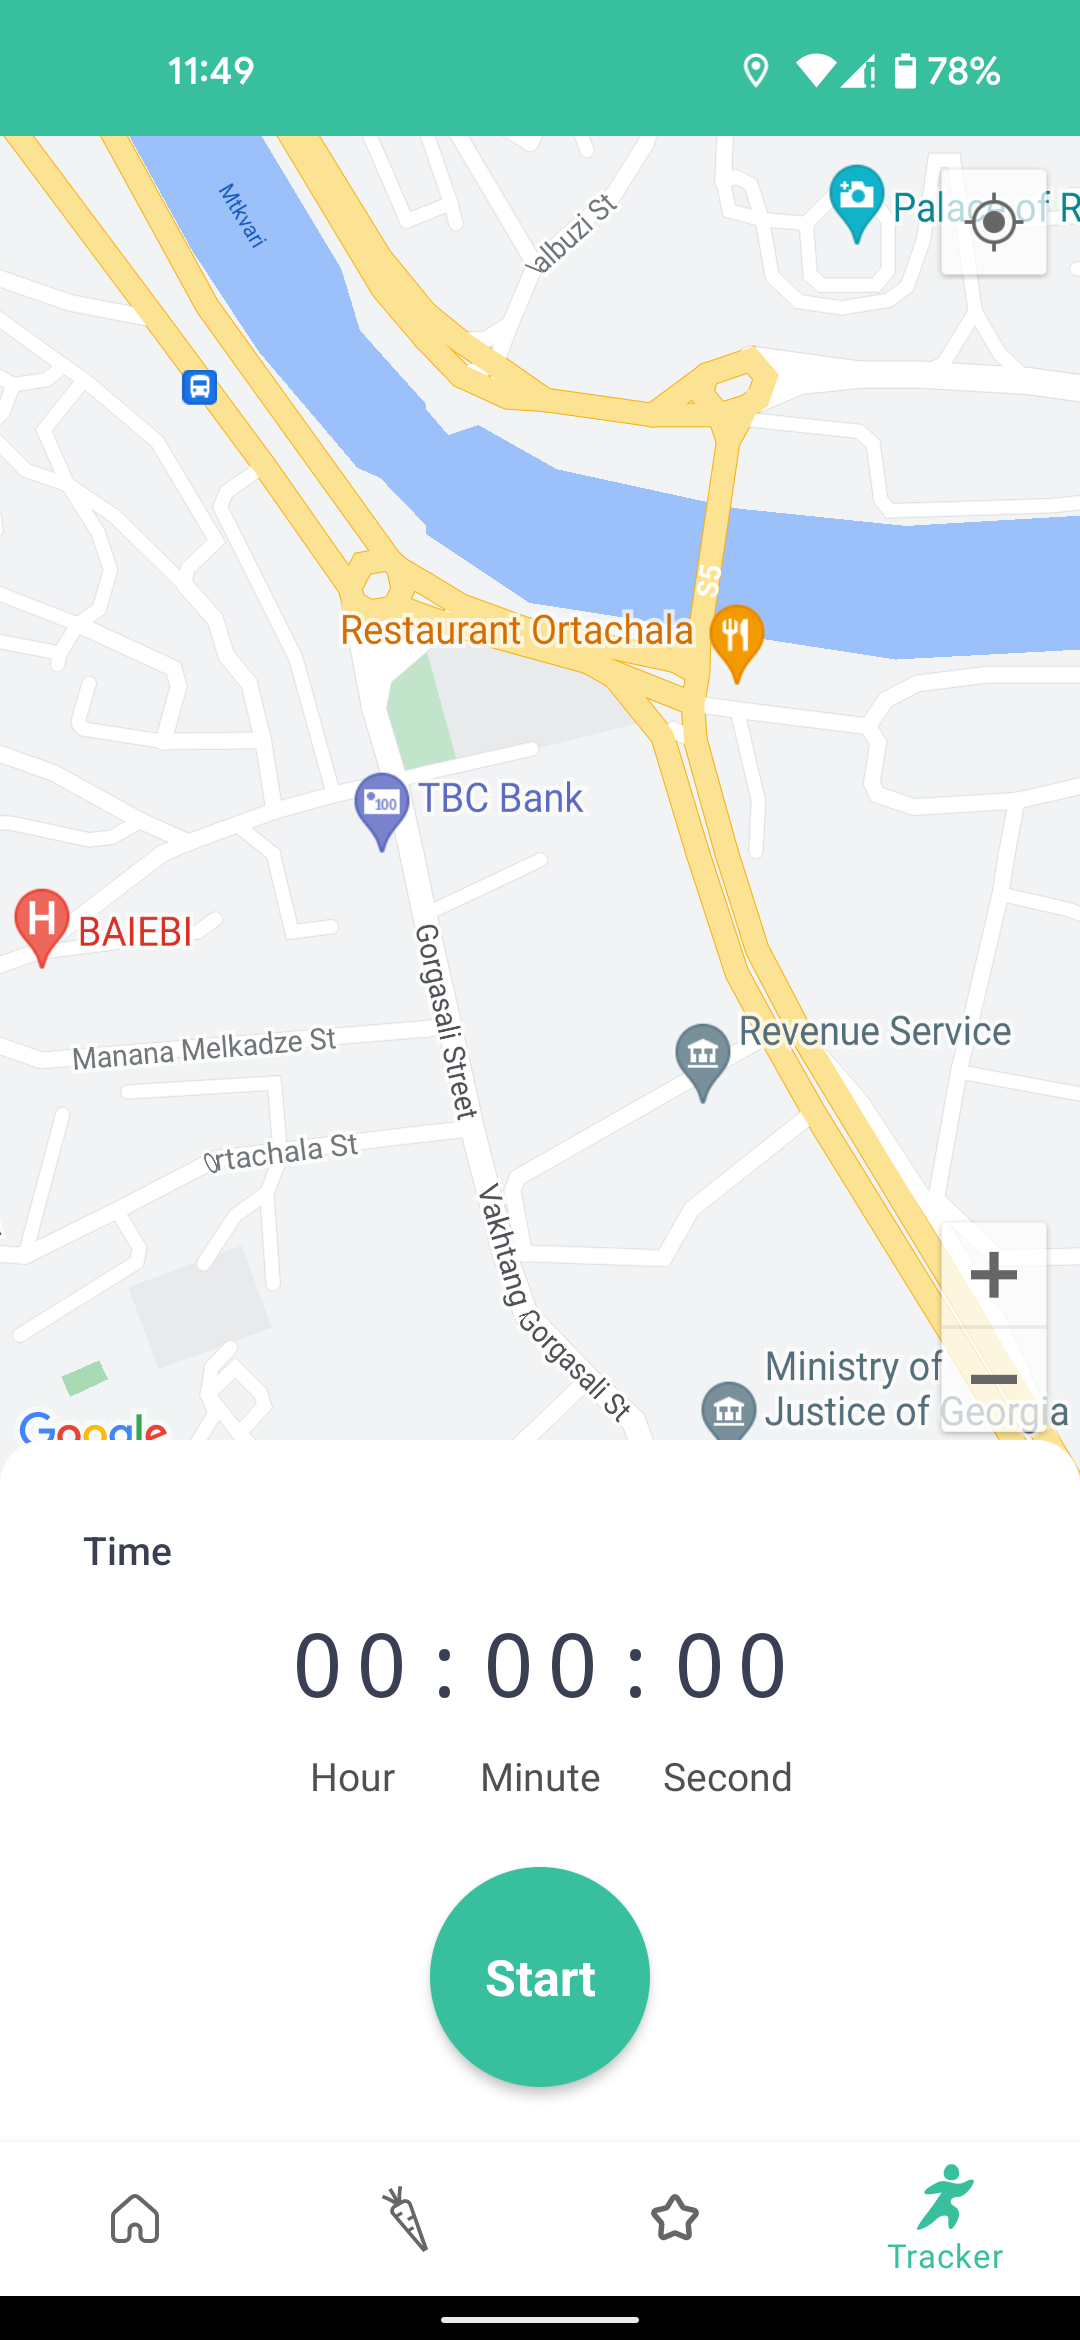 11:49
78%
Mtkvari
albuzi St
Palace of R
S5
Restaurant Ortachala
100
TBC Bank
H
BAIEBI
Gorgasali Street
Revenue Service
Manana Melkadze St
Ortachala St
Vakhtang Gorgasali St
Ministry of
Justice of Georgia
Google
Time
00 : 00 : 00
Hour Minute Second
Start
Tracker